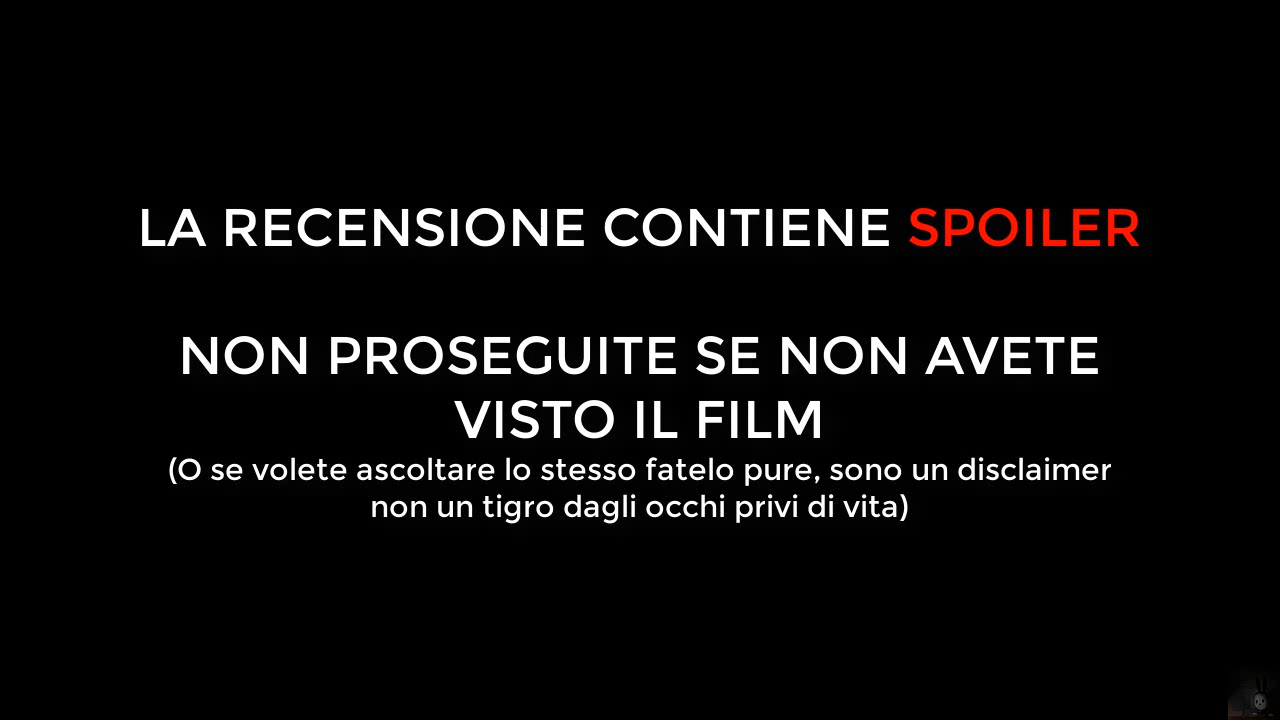 LA RECENSIONE CONTIENE SPOILER
NON PROSEGUITE SE NON AVETE
VISTO IL FILM
(O se volete ascoltare lo stesso fatelo pure, sono un disclaimer
non un tigro dagli occhi privi di vita)